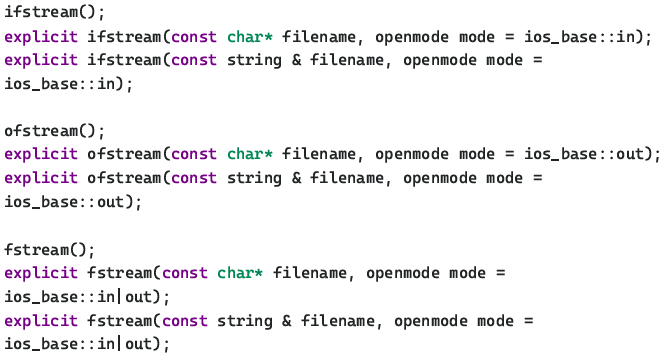 ifstream();
explicit ifstream(const char* filename, openmode mode = ios_base::in);
explicit ifstream(const string & filename, openmode mode =
ios_base::in);
ofstream();
explicit ofstream(const char* filename, openmode mode = ios_base::out);
explicit ofstream(const string & filename, openmode mode =
ios_base::out);
fstream();
explicit fstream(const char* filename, openmode mode =
ios_base::in|out);
explicit fstream(const string & filename, openmode mode =
ios_base::in|out);